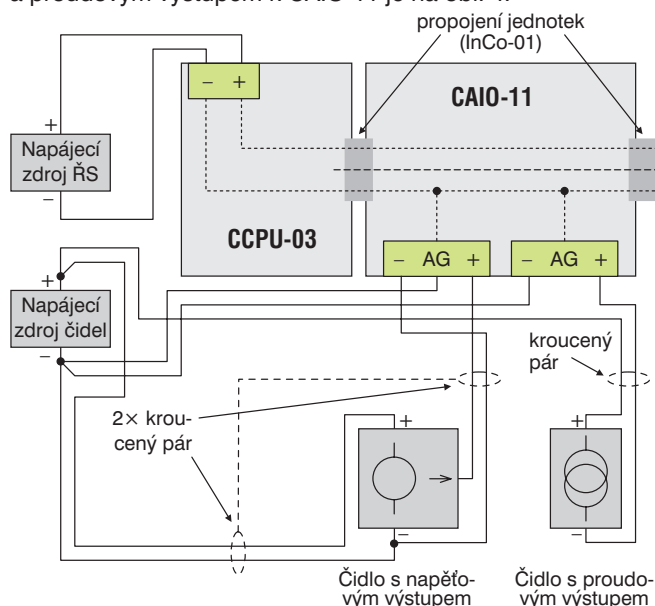 a proudovým výstupem k CAIO-11 je na obr. 4.
propojení jednotek
(InCo-01)
− +
CAIO-11
+
Napájecí
zdroj ŘS
−
CCPU-03
− AG +
− AG +
+
Napájecí
zdroj čidel
−
kroucený
pár
2× krou-
cený pár
+
+
−
−
Čidlo s napěťo-
vým výstupem
Čidlo s proudo-
vým výstupem